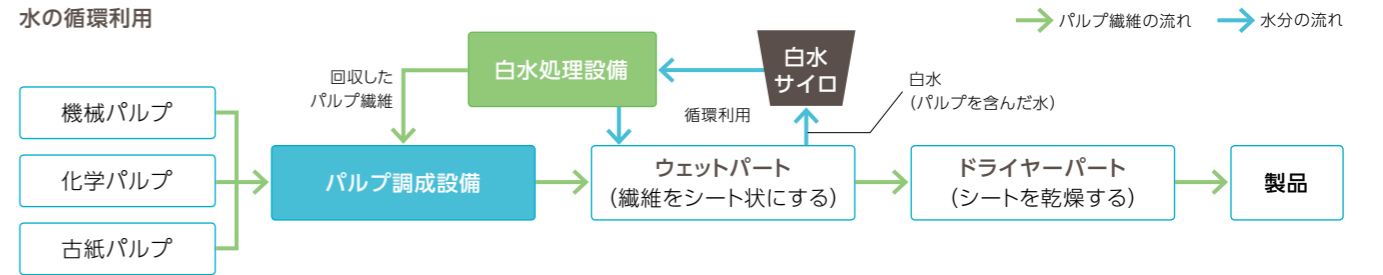 水の循環利用
パルプ繊維の流れ
水分の流れ
白水処理設備
白水
サイロ
回収した
パルプ繊維
循環利用
白水
（パルプを含んだ水）
機械パルプ
化学パルプ
古紙パルプ
パルプ調成設備
ウェットパート
（繊維をシート状にする）
ドライヤーパート
（シートを乾燥する）
製品